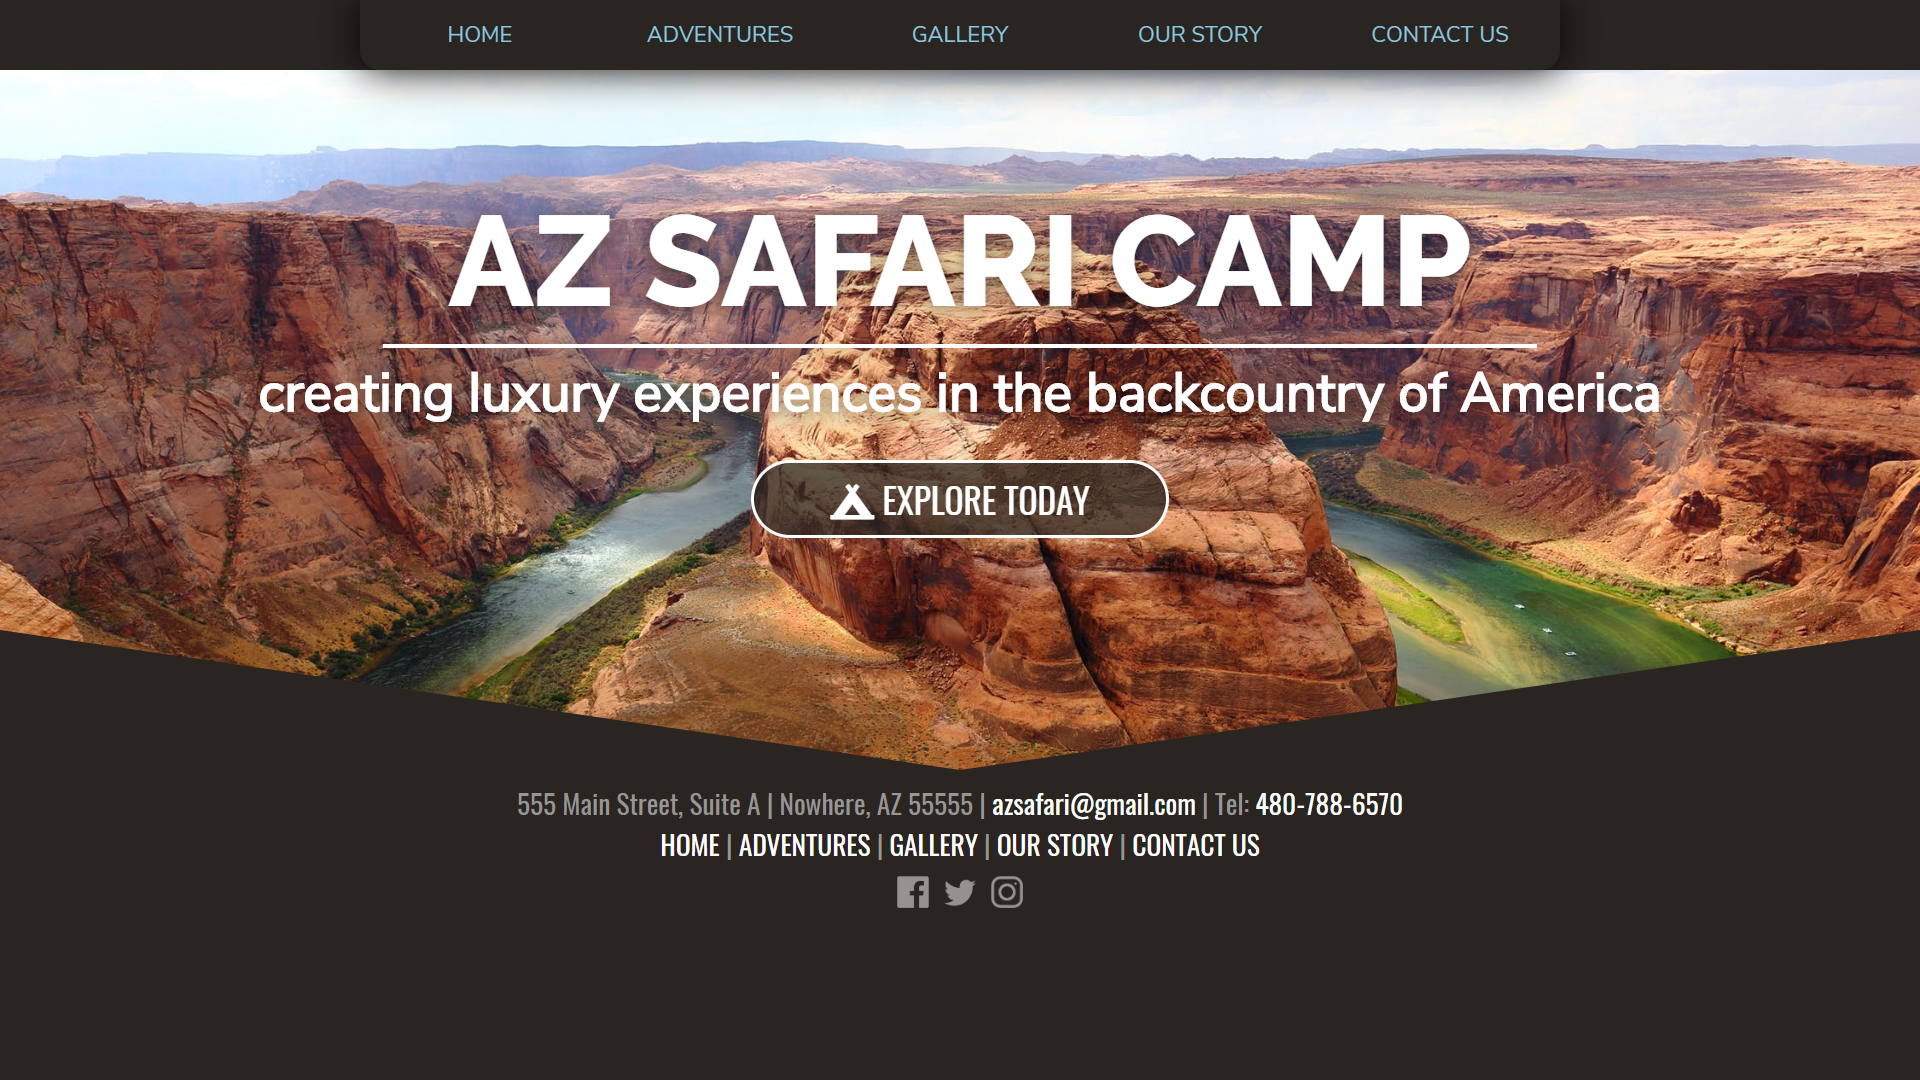 HOME ADVENTURES GALLERY OUR STORY CONTACT US
AZ SAFARI CAMP
creating luxury experiences in the backcountry of America
EXPLORE TODAY
555 Main Street, Suite A | Nowhere, AZ 55555 | azsafari@gmail.com | Tel: 480-788-6570
HOME | ADVENTURES | GALLERY | OUR STORY | CONTACT US